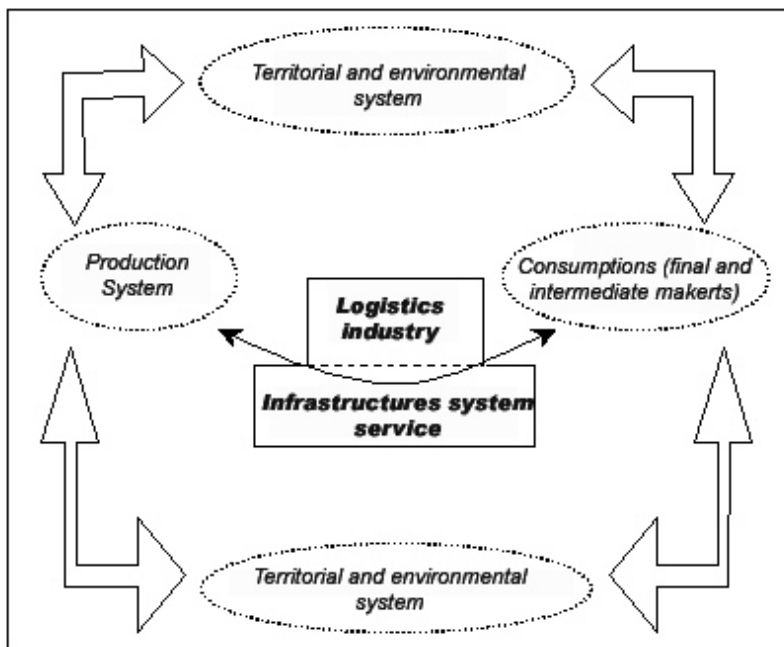 Territorial and environmental
system
Production
System
Consumptions (final and
intermediate makerts)
Logistics
industry
Infrastructures system
service
Territorial and environmental
system